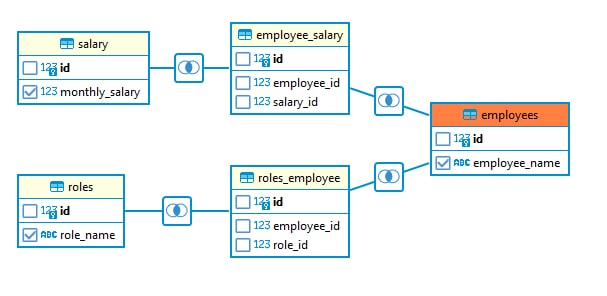 salary
123 id
123 monthly_salary
employee_salary
123 id
123 employee_id
123 salary_id
employees
123 id
ABC employee_name
roles
123 id
ABC role_name
roles_employee
123 id
123 employee_id
123 role_id